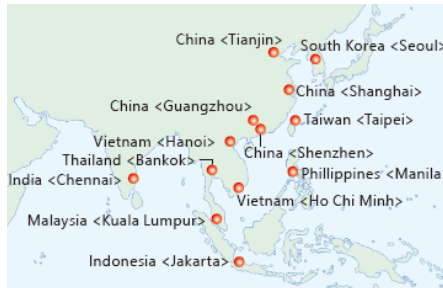 China <Tianjin>
South Korea <Seoul>
China <Shanghai>
China <Guangzhou>
Taiwan <Taipei>
Vietnam <Hanoi>
China <Shenzhen>
Thailand <Bankok>
India <Chennai>
Phillippines <Manila>
Vietnam <Ho Chi Minh>
Malaysia <Kuala Lumpur>
Indonesia <Jakarta>